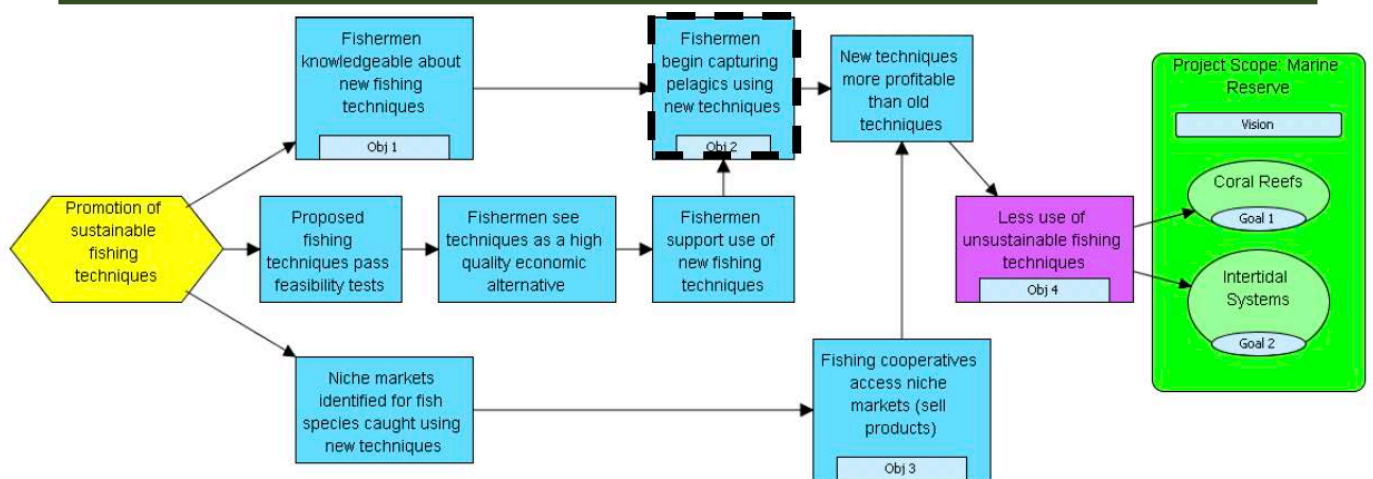 Fishermen
knowledgeable about
new fishing
techniques
Obj 1
Fishermen
begin capturing
pelagics using
new techniques
Obj 2
New techniques
more profitable
than old
techniques
Project Scope: Marine
Reserve
Vision
Coral Reefs
Goal 1
Intertidal
Systems
Goal 2
Promotion of
sustainable
fishing
techniques
Proposed
fishing
techniques pass
feasibility tests
Fishermen see
techniques as a high
quality economic
alternative
Fishermen
support use of
new fishing
techniques
Less use of
unsustainable fishing
techniques
Obj 4
Niche markets
identified for fish
species caught using
new techniques
Fishing cooperatives
access niche
markets (sell
products)
Obj 3